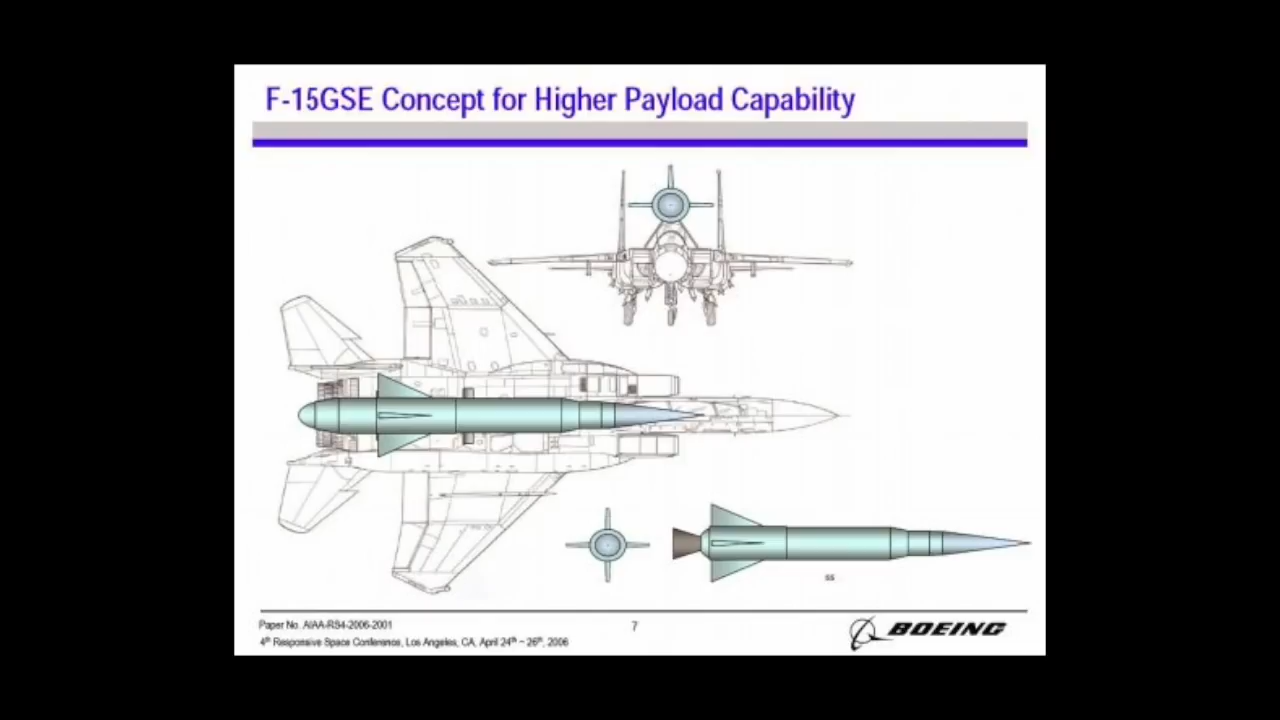 F-15GSE Concept for Higher Payload Capability
55
Paper No. AIAA-RS4-2006-2001
7
4th Responsive Space Conference, Los Angeles, CA, April 24th – 26th, 2006
BOEING